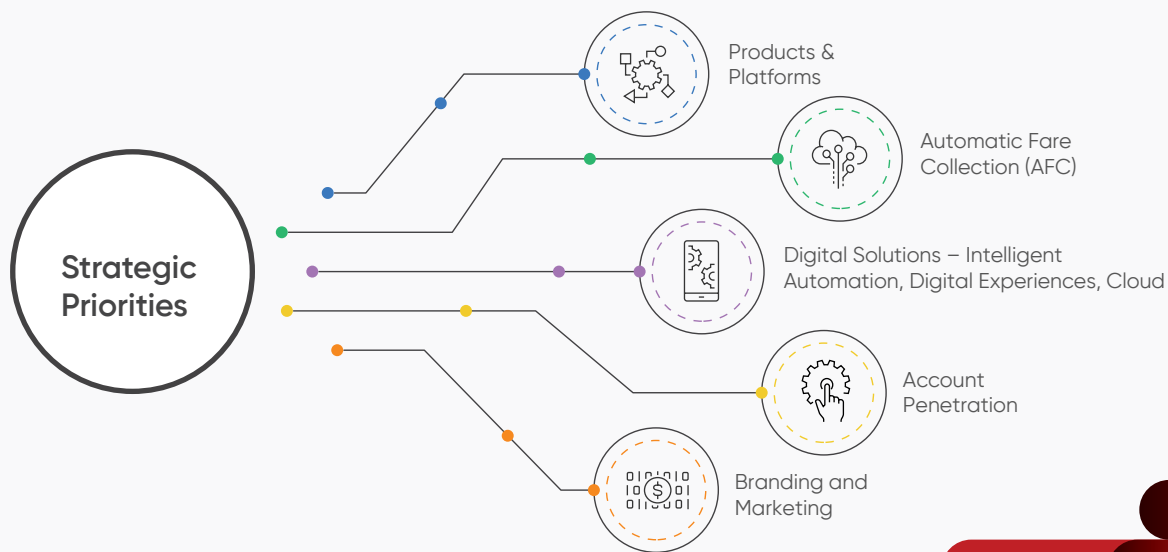 Products &
Platforms
Automatic Fare
Collection (AFC)
Strategic
Priorities
Digital Solutions – Intelligent
Automation, Digital Experiences, Cloud
Account
Penetration
Branding and
Marketing